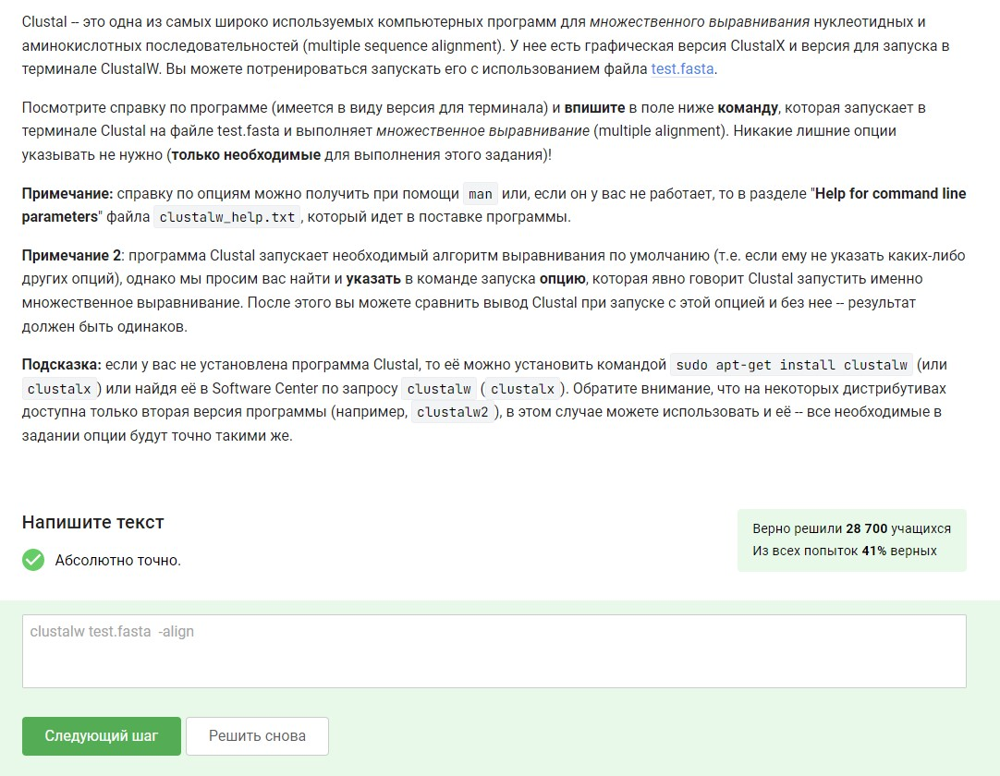 Clustal -- это одна из самых широко используемых компьютерных программ для множественного выравнивания нуклеотидных и
аминокислотных последовательностей (multiple sequence alignment). У нее есть графическая версия ClustalX и версия для запуска в
терминале ClustalW. Вы можете потренироваться запускать его с использованием файла test.fasta.
Посмотрите справку по программе (имеется в виду версия для терминала) и впишите в поле ниже команду, которая запускает в
терминале Clustal на файле test.fasta и выполняет множественное выравнивание (multiple alignment). Никакие лишние опции
указывать не нужно (только необходимые для выполнения этого задания)!
Примечание: справку по опциям можно получить при помощи man или, если он у вас не работает, то в разделе "Help for command line
parameters" файла clustalw_help.txt, который идет в поставке программы.
Примечание 2: программа Clustal запускает необходимый алгоритм выравнивания по умолчанию (т.е. если ему не указать каких-либо
других опций), однако мы просим вас найти и указать в команде запуска опцию, которая явно говорит Clustal запустить именно
множественное выравнивание. После этого вы можете сравнить вывод Clustal при запуске с этой опцией и без нее -- результат
должен быть одинаков.
Подсказка: если у вас не установлена программа Clustal, то её можно установить командой sudo apt-get install clustalw (или
clustalx ) или найдя её в Software Center по запросу clustalw ( clustalx ). Обратите внимание, что на некоторых дистрибутивах
доступна только вторая версия программы (например, clustalw2 ), в этом случае можете использовать и её -- все необходимые в
задании опции будут точно такими же.
Напишите текст
Верно решили 28 700 учащихся
Из всех попыток 41% верных
Абсолютно точно.
clustalw test.fasta  -align
Следующий шаг
Решить снова